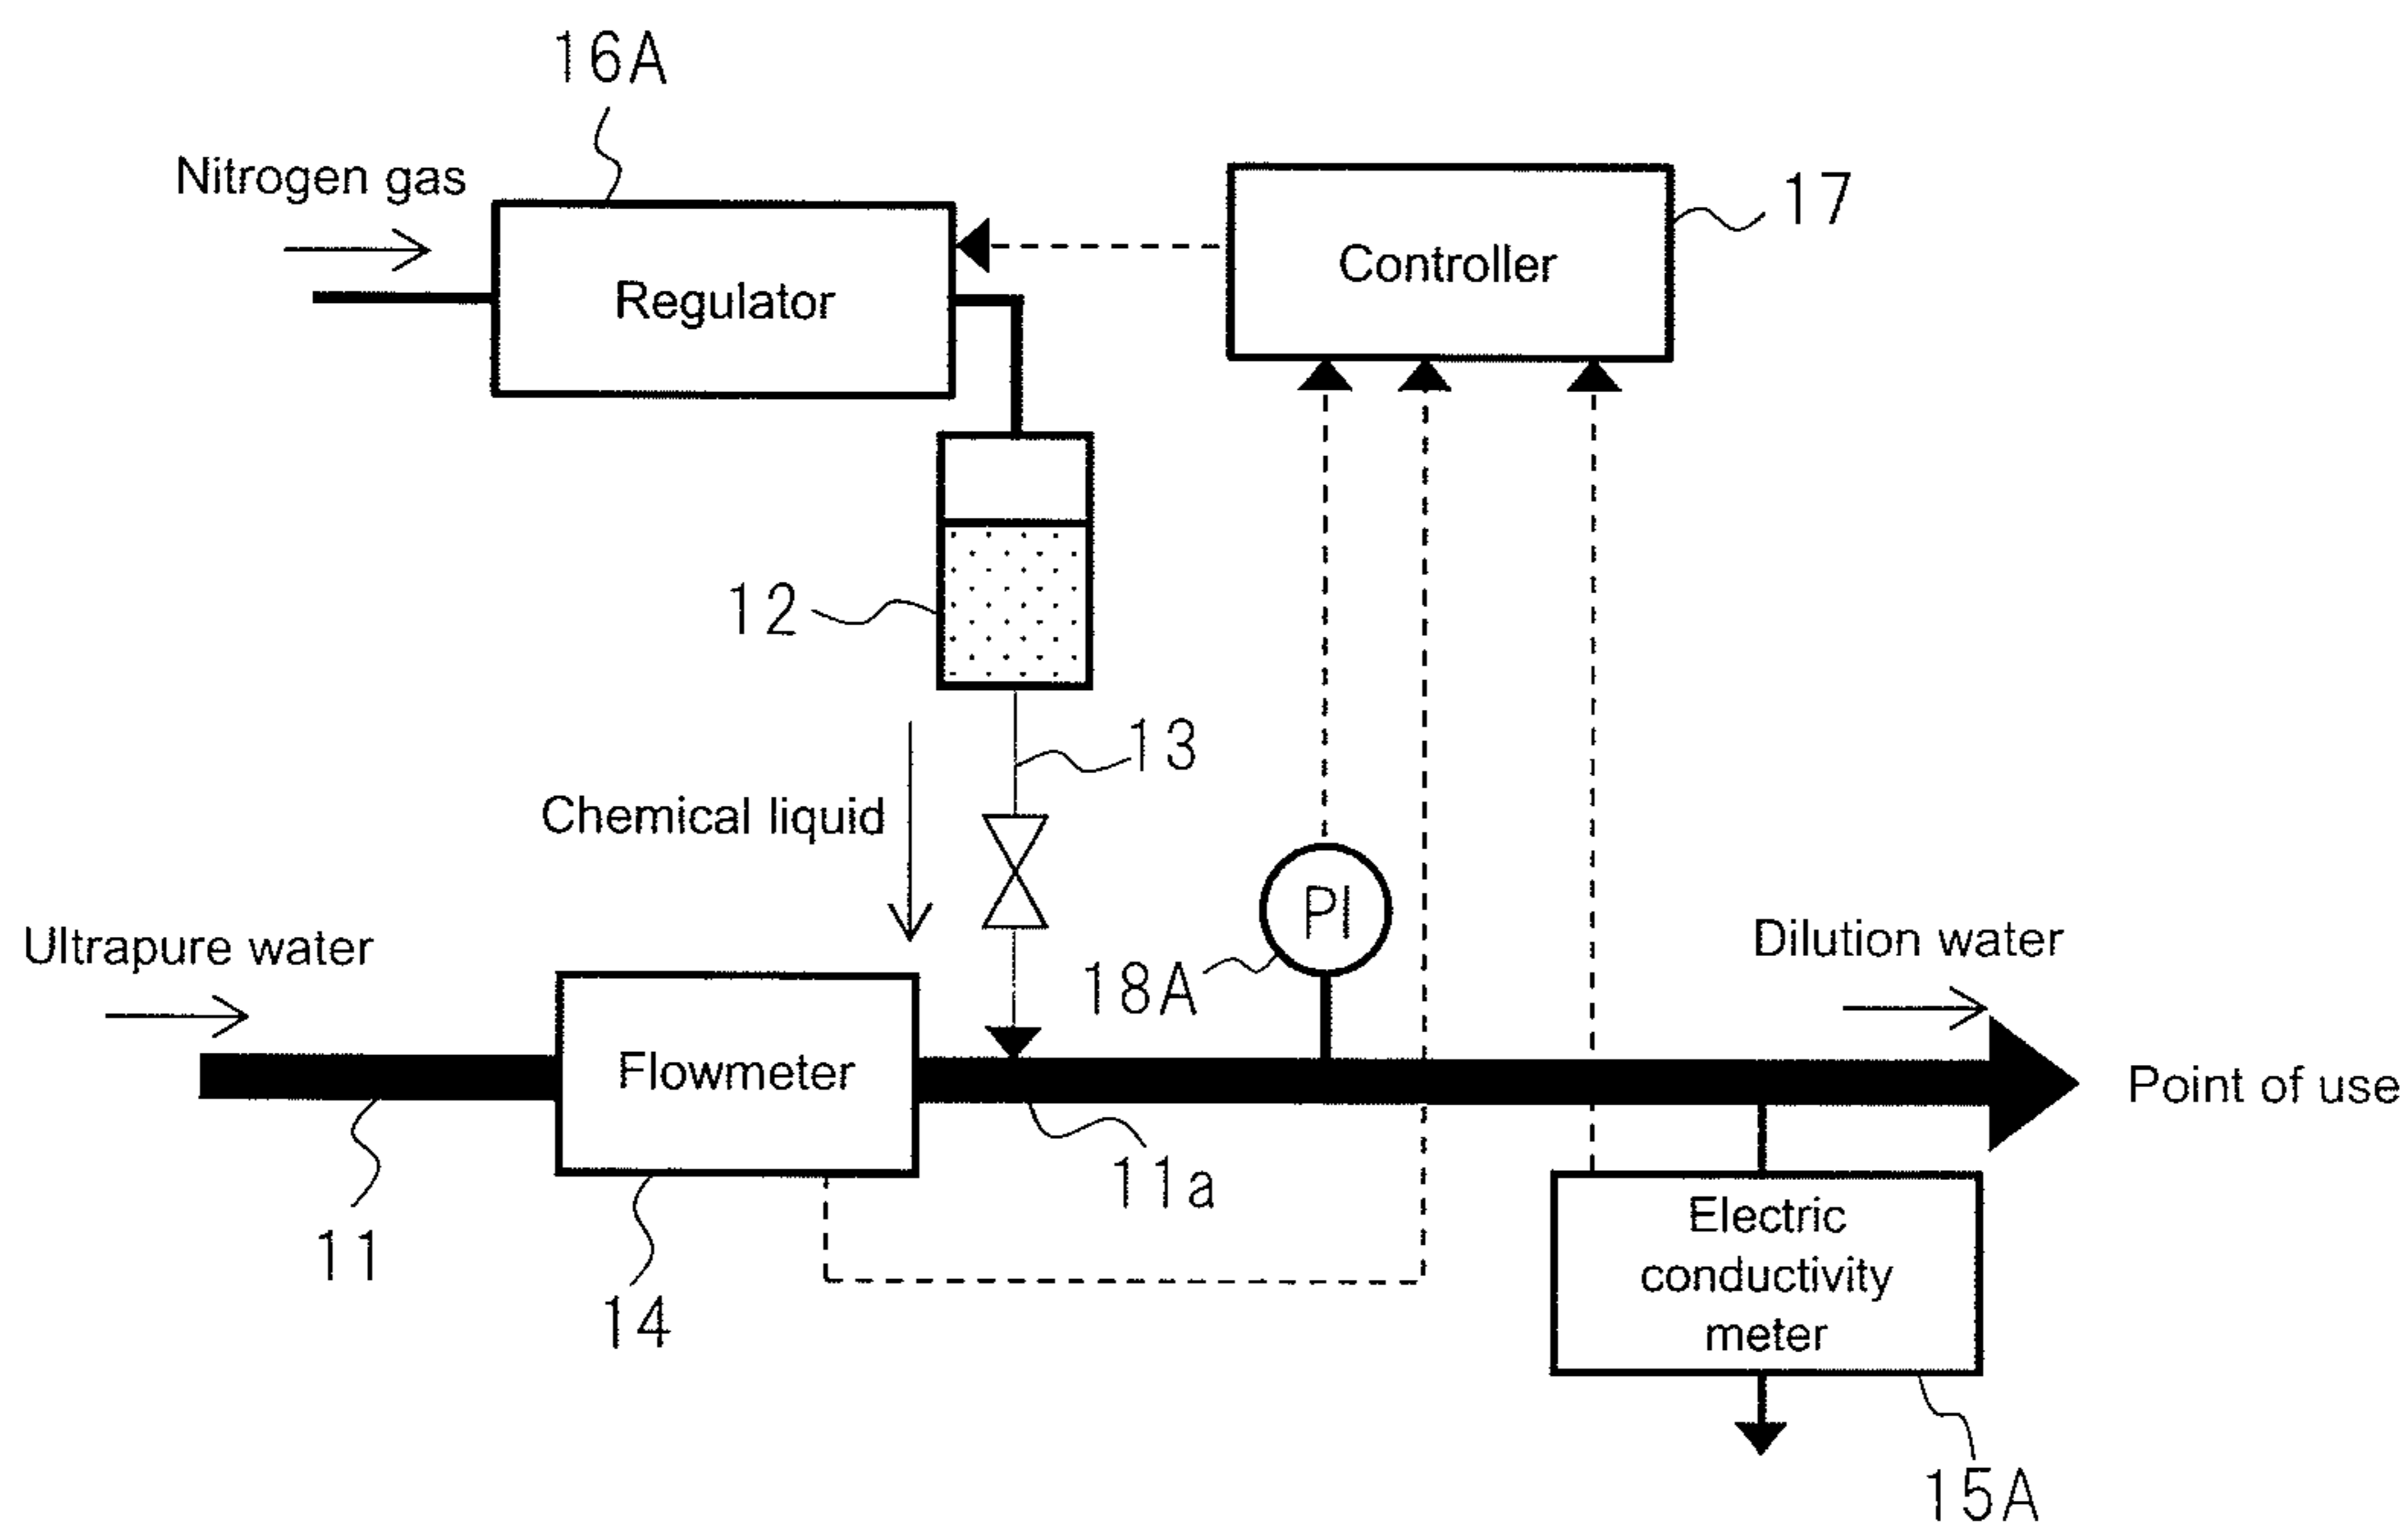 16A
Nitrogen gas
17
Controller
Regulator
12
13
Chemical liquid
PI
Ultrapure water
18A
Dilution water
Flowmeter
Point of use
11a
11
14
Electric
conductivity
meter
15A